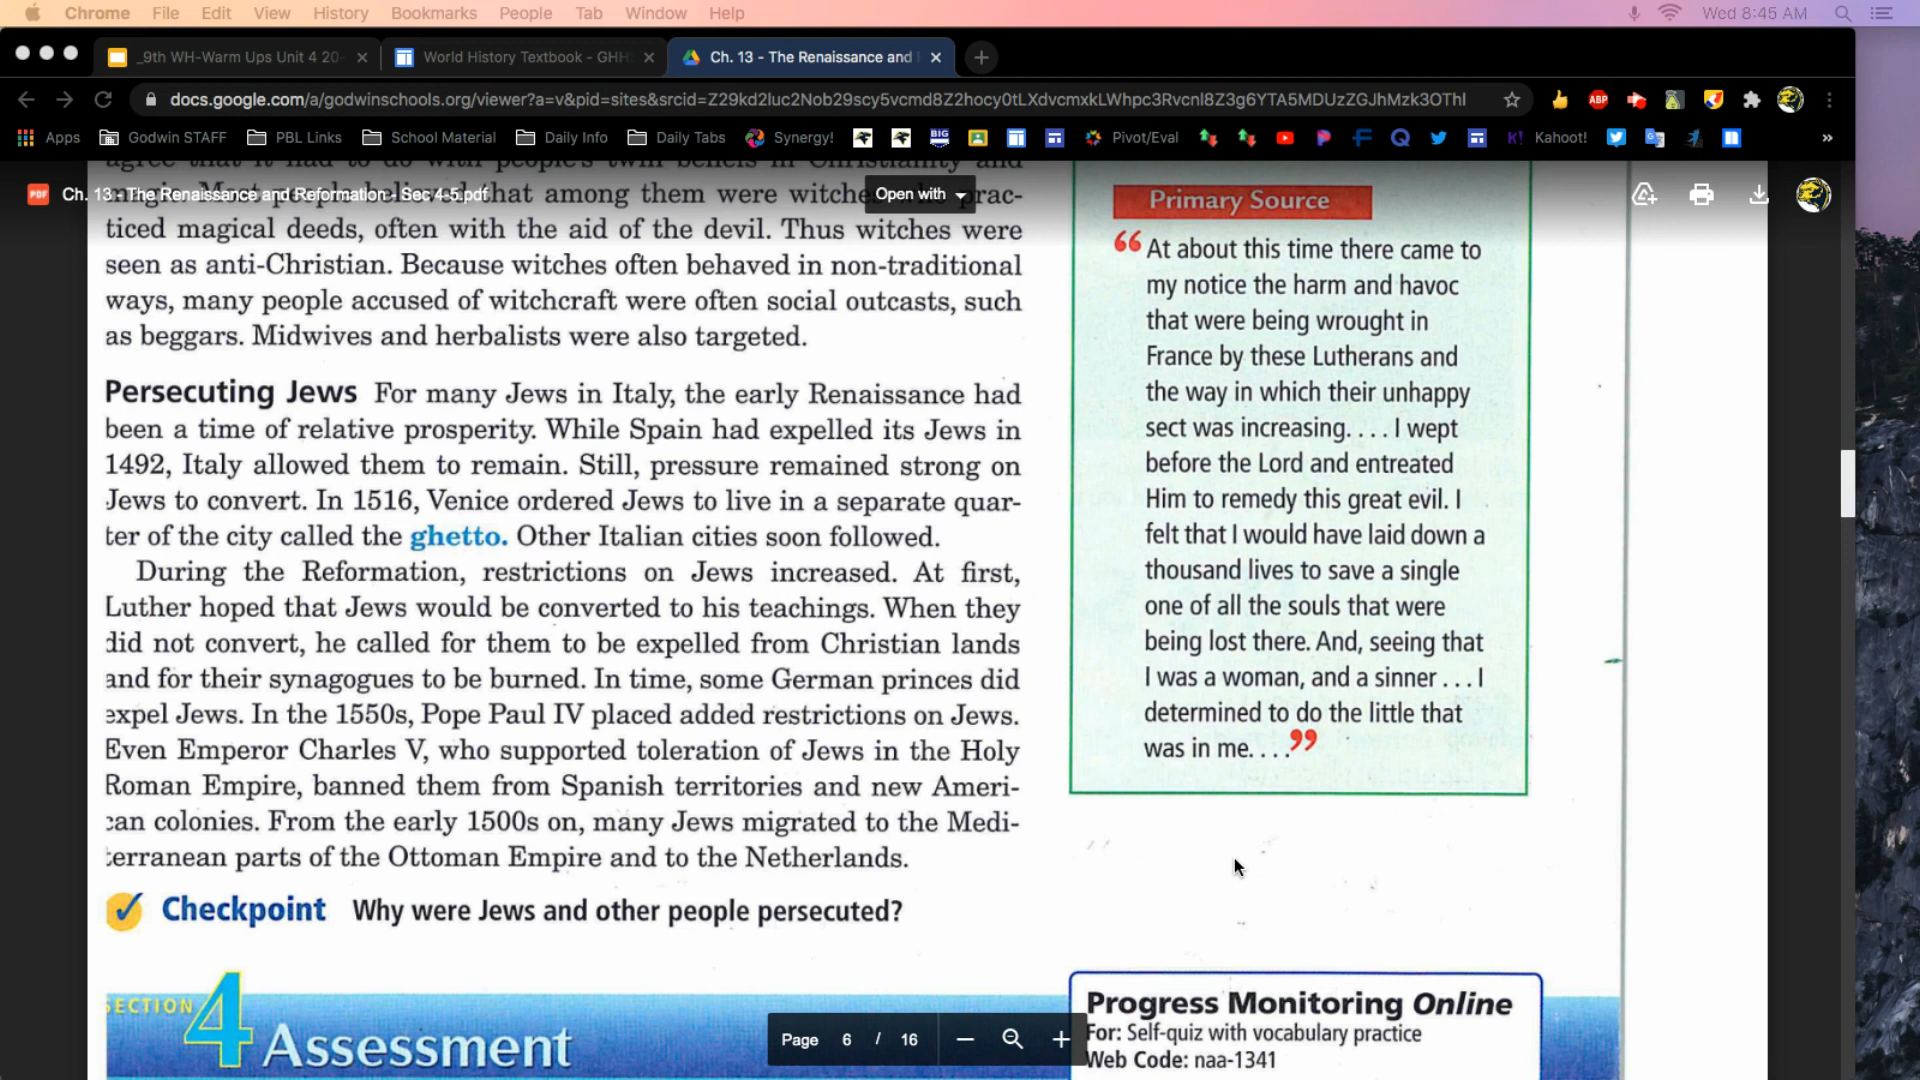 Chrome File Edit View History Bookmarks People Tab Window Help
Wed 8:45 AM
_9th WH-Warm Ups Unit 4 20-
World History Textbook - GHH
Ch. 13 - The Renaissance and
docs.google.com/a/godwinschools.org/viewer?a=v&pid=sites&srcid=Z29kd2luc2Nob29scy5vcmd8Z2hocy0tLXdvcmxkLWhpc3Rvcnl8Z3g6YTA5MDUzZGJhMzk3OThl
ABP
Apps Godwin STAFF PBL Links School Material Daily Info Daily Tabs Synergy! BIG Pivot/Eval Kahoot! »
PDF Ch. 13 - The Renaissance and Reformation - Sec 4-5.pdf
Open with
agree that it had to do with people's twin beliefs in Christianity and
magic. Most people believed that among them were witches who prac-
ticed magical deeds, often with the aid of the devil. Thus witches were
seen as anti-Christian. Because witches often behaved in non-traditional
ways, many people accused of witchcraft were often social outcasts, such
as beggars. Midwives and herbalists were also targeted.
Persecuting Jews For many Jews in Italy, the early Renaissance had
been a time of relative prosperity. While Spain had expelled its Jews in
1492, Italy allowed them to remain. Still, pressure remained strong on
Jews to convert. In 1516, Venice ordered Jews to live in a separate quar-
ter of the city called the ghetto. Other Italian cities soon followed.
During the Reformation, restrictions on Jews increased. At first,
Luther hoped that Jews would be converted to his teachings. When they
did not convert, he called for them to be expelled from Christian lands
and for their synagogues to be burned. In time, some German princes did
expel Jews. In the 1550s, Pope Paul IV placed added restrictions on Jews.
Even Emperor Charles V, who supported toleration of Jews in the Holy
Roman Empire, banned them from Spanish territories and new Ameri-
can colonies. From the early 1500s on, many Jews migrated to the Medi-
terranean parts of the Ottoman Empire and to the Netherlands.
Checkpoint Why were Jews and other people persecuted?
Primary Source
“At about this time there came to
my notice the harm and havoc
that were being wrought in
France by these Lutherans and
the way in which their unhappy
sect was increasing. . . . I wept
before the Lord and entreated
Him to remedy this great evil. I
felt that I would have laid down a
thousand lives to save a single
one of all the souls that were
being lost there. And, seeing that
I was a woman, and a sinner . . . I
determined to do the little that
was in me. . . .”
SECTION 4 Assessment
Progress Monitoring Online
For: Self-quiz with vocabulary practice
Web Code: naa-1341
Page 6 / 16